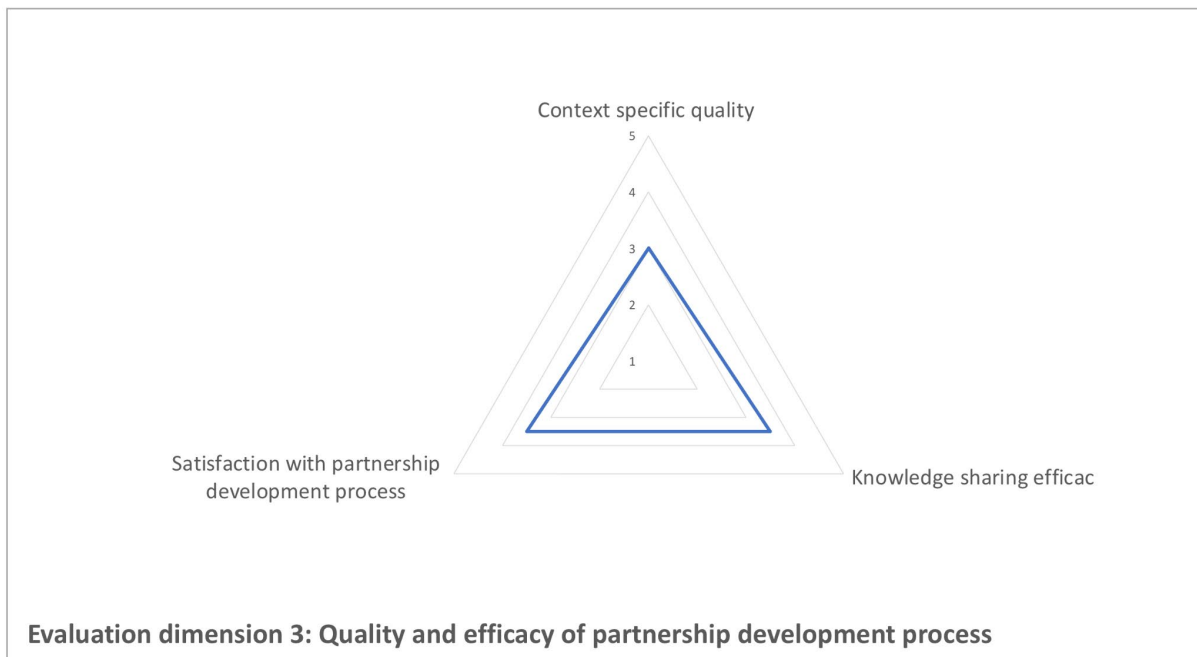 Context specific quality
5
4
3
2
1
Satisfaction with partnership
development process
Knowledge sharing efficac
Evaluation dimension 3: Quality and efficacy of partnership development process